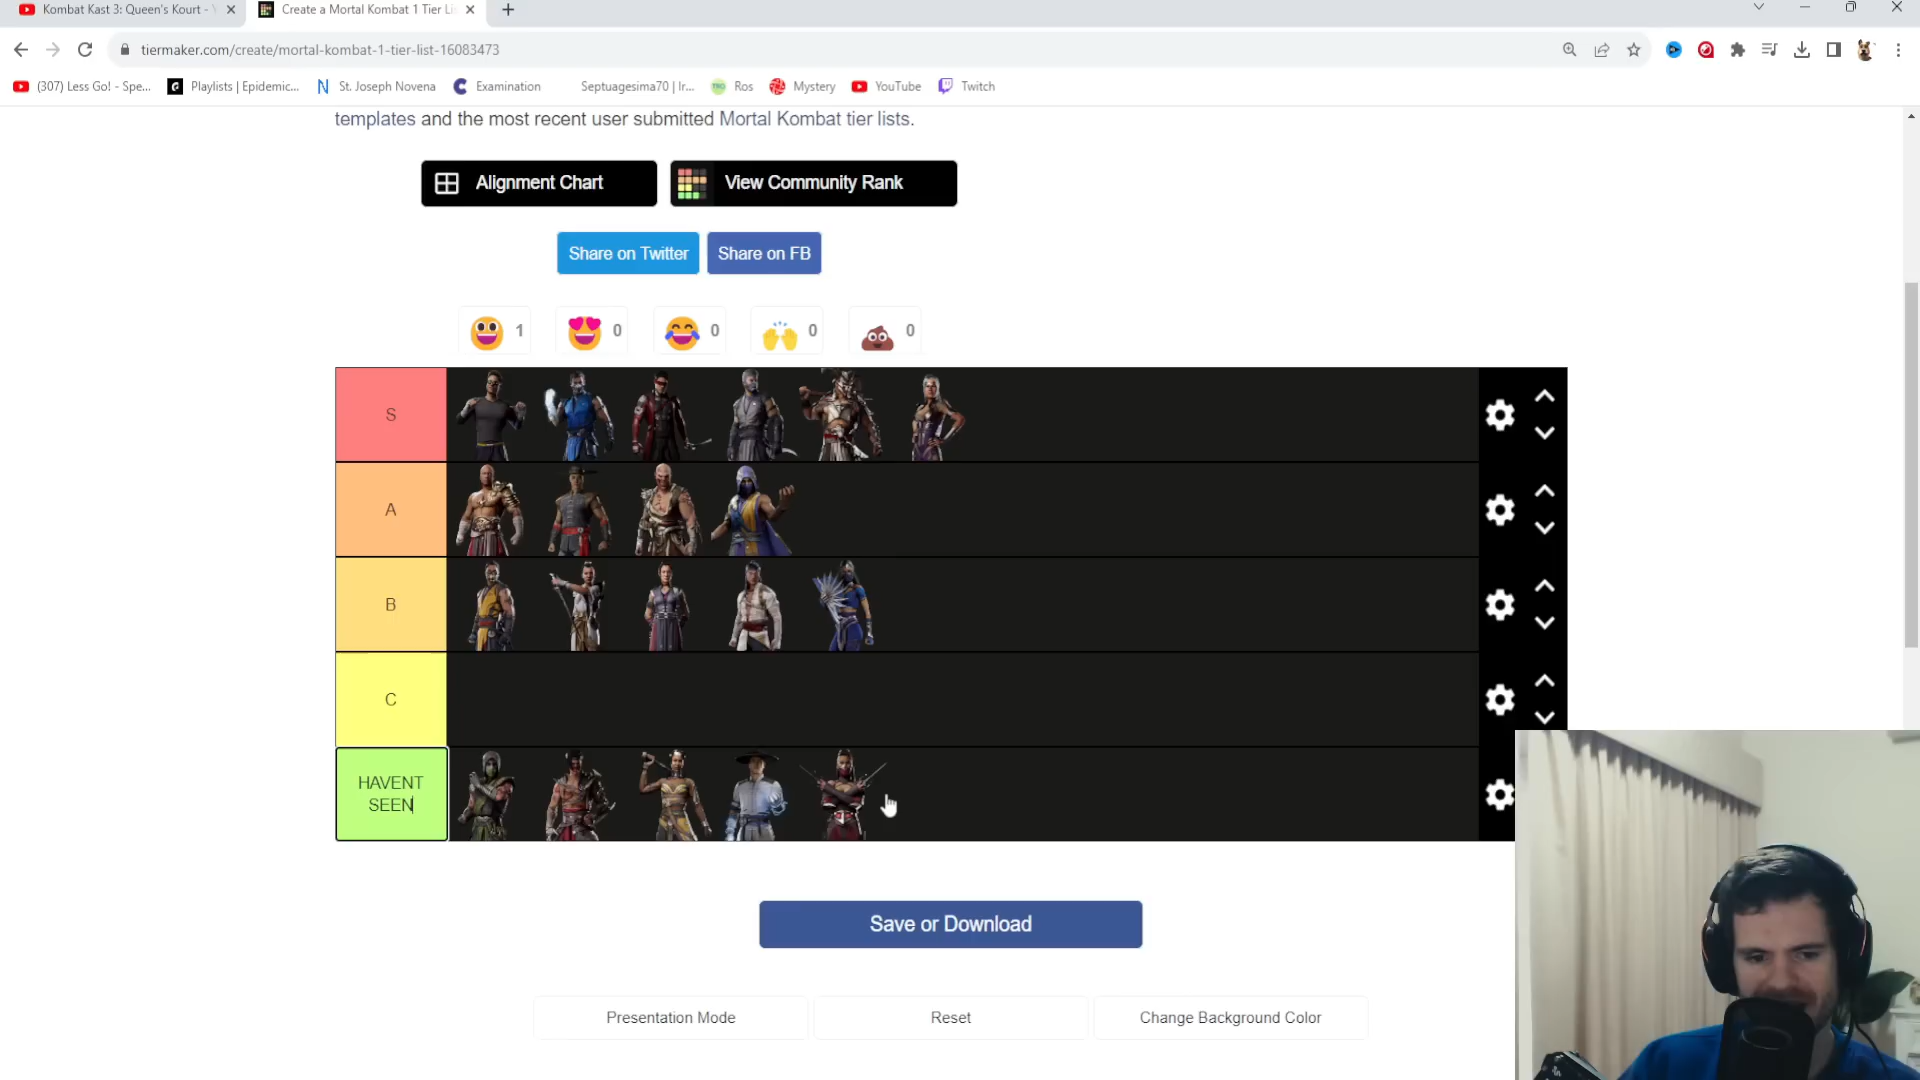 Kombat Kast 3: Queen's Kourt -
Create a Mortal Kombat 1 Tier Li
tiermaker.com/create/mortal-kombat-1-tier-list-16083473
(307) Less Go! - Spe...
Playlists | Epidemic...
St. Joseph Novena
Examination
Septuagesima70 | Ir...
Ros
Mystery
YouTube
Twitch
templates and the most recent user submitted Mortal Kombat tier lists.
Alignment Chart
View Community Rank
Share on Twitter
Share on FB
1
0
0
0
0
S
A
B
C
HAVENT
SEEN
Save or Download
Presentation Mode
Reset
Change Background Color